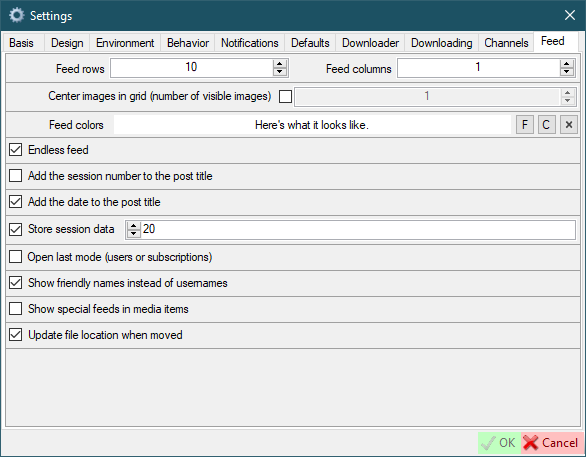 Settings
Basis Design Environment Behavior Notifications Defaults Downloader Downloading Channels Feed
Feed rows 10 Feed columns 1
Center images in grid (number of visible images) 1
Feed colors Here's what it looks like. F C ×
Endless feed
Add the session number to the post title
Add the date to the post title
Store session data 20
Open last mode (users or subscriptions)
Show friendly names instead of usernames
Show special feeds in media items
Update file location when moved
OK Cancel